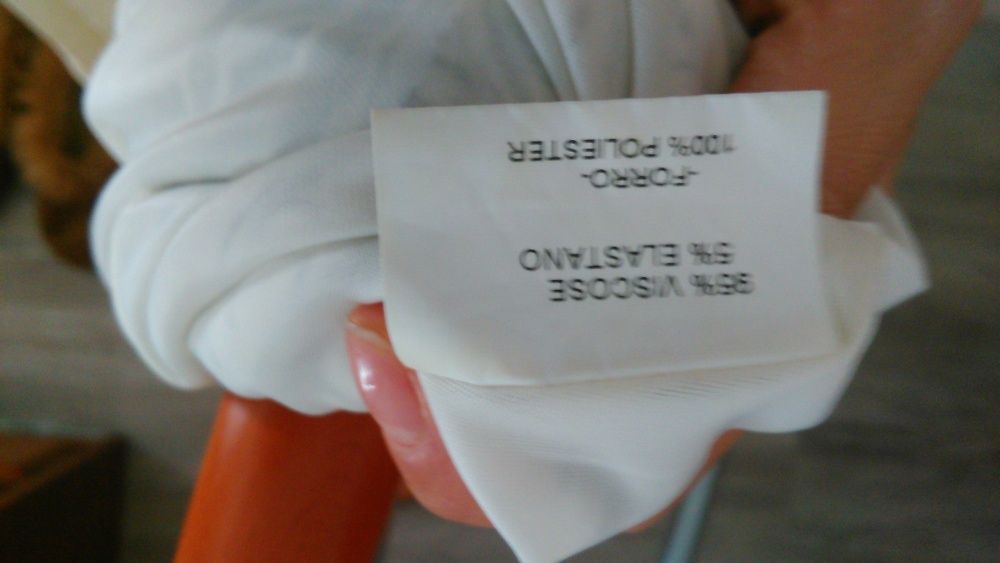 95% VISCOSE
5% ELASTANO
-FORRO-
100% POLIESTER